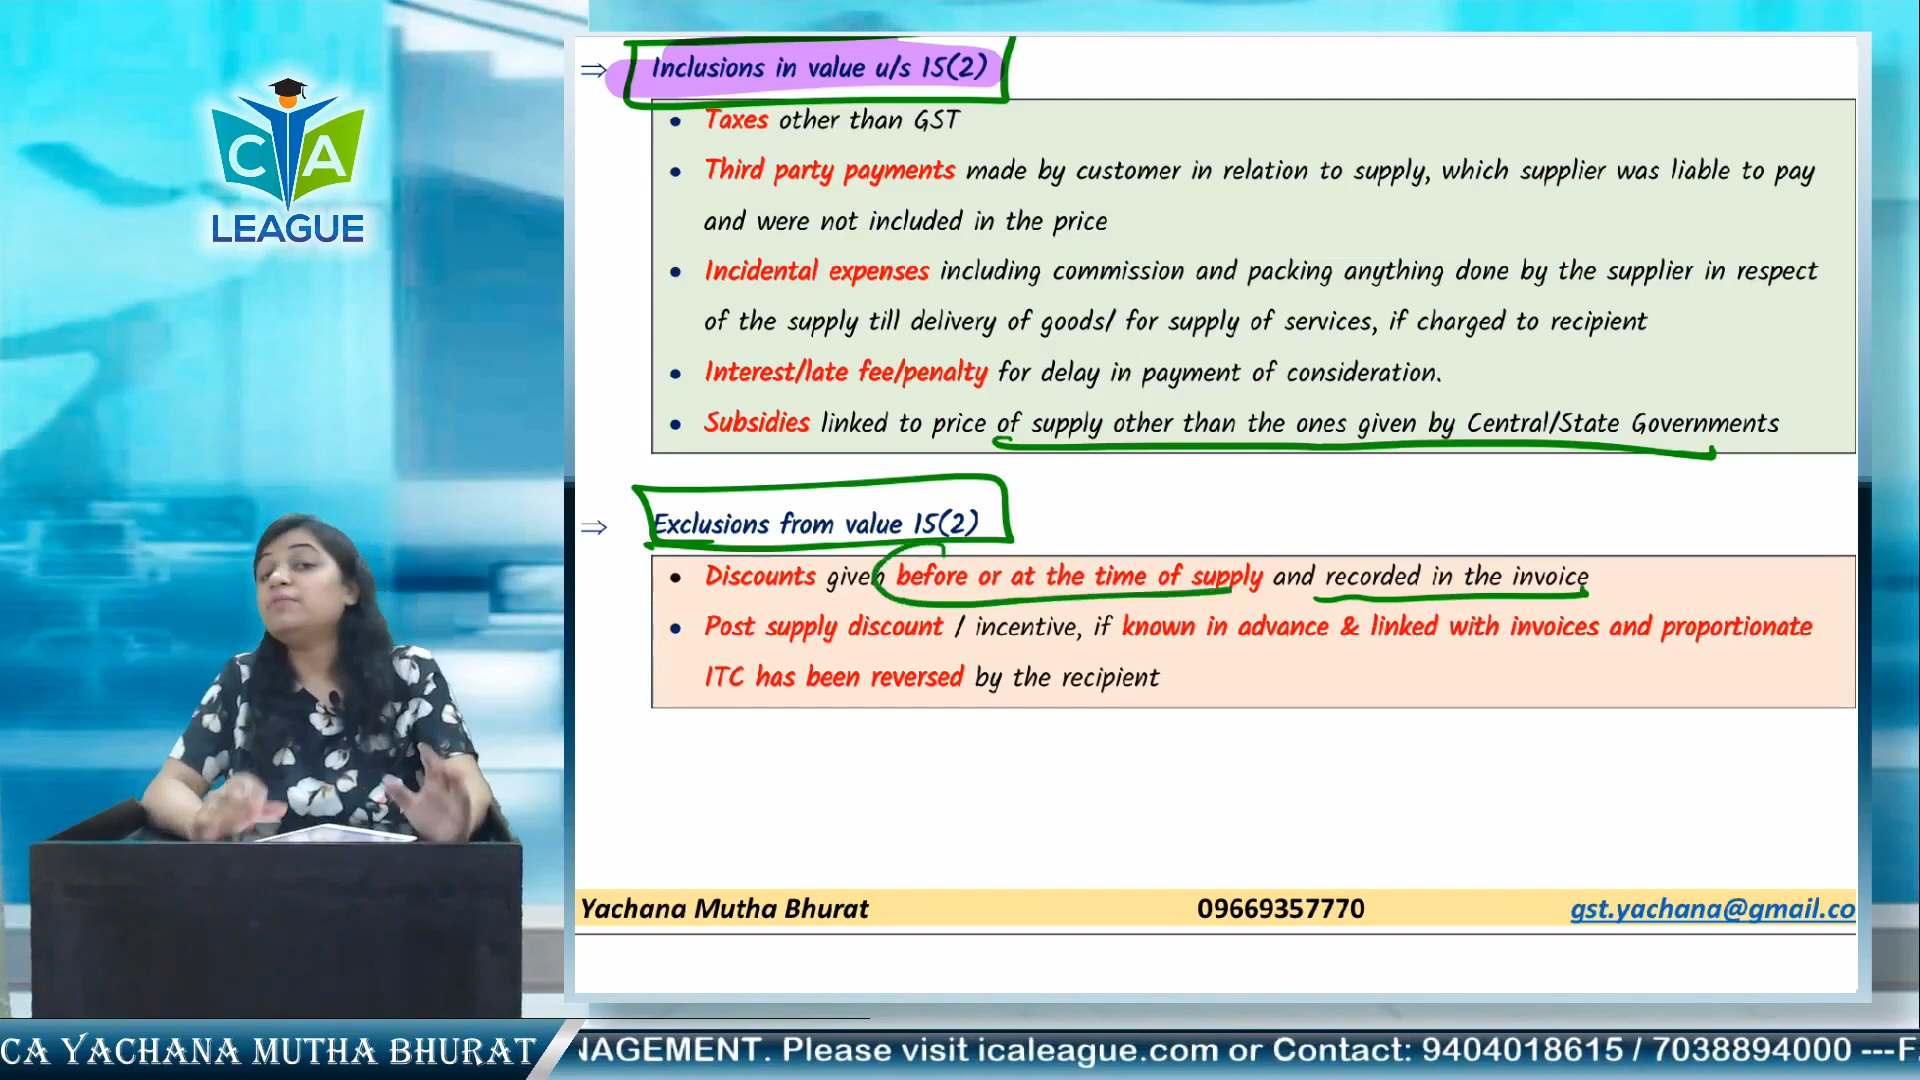 CA
LEAGUE
⇒ Inclusions in value u/s 15(2)
• Taxes other than GST
• Third party payments made by customer in relation to supply, which supplier was liable to pay
and were not included in the price
• Incidental expenses including commission and packing anything done by the supplier in respect
of the supply till delivery of goods/ for supply of services, if charged to recipient
• Interest/late fee/penalty for delay in payment of consideration.
• Subsidies linked to price of supply other than the ones given by Central/State Governments
⇒ Exclusions from value 15(2)
• Discounts given before or at the time of supply and recorded in the invoice
• Post supply discount / incentive, if known in advance & linked with invoices and proportionate
ITC has been reversed by the recipient
Yachana Mutha Bhurat 09669357770 gst.yachana@gmail.co
CA YACHANA MUTHA BHURAT
NAGEMENT. Please visit icaleague.com or Contact: 9404018615 / 7038894000 ---F